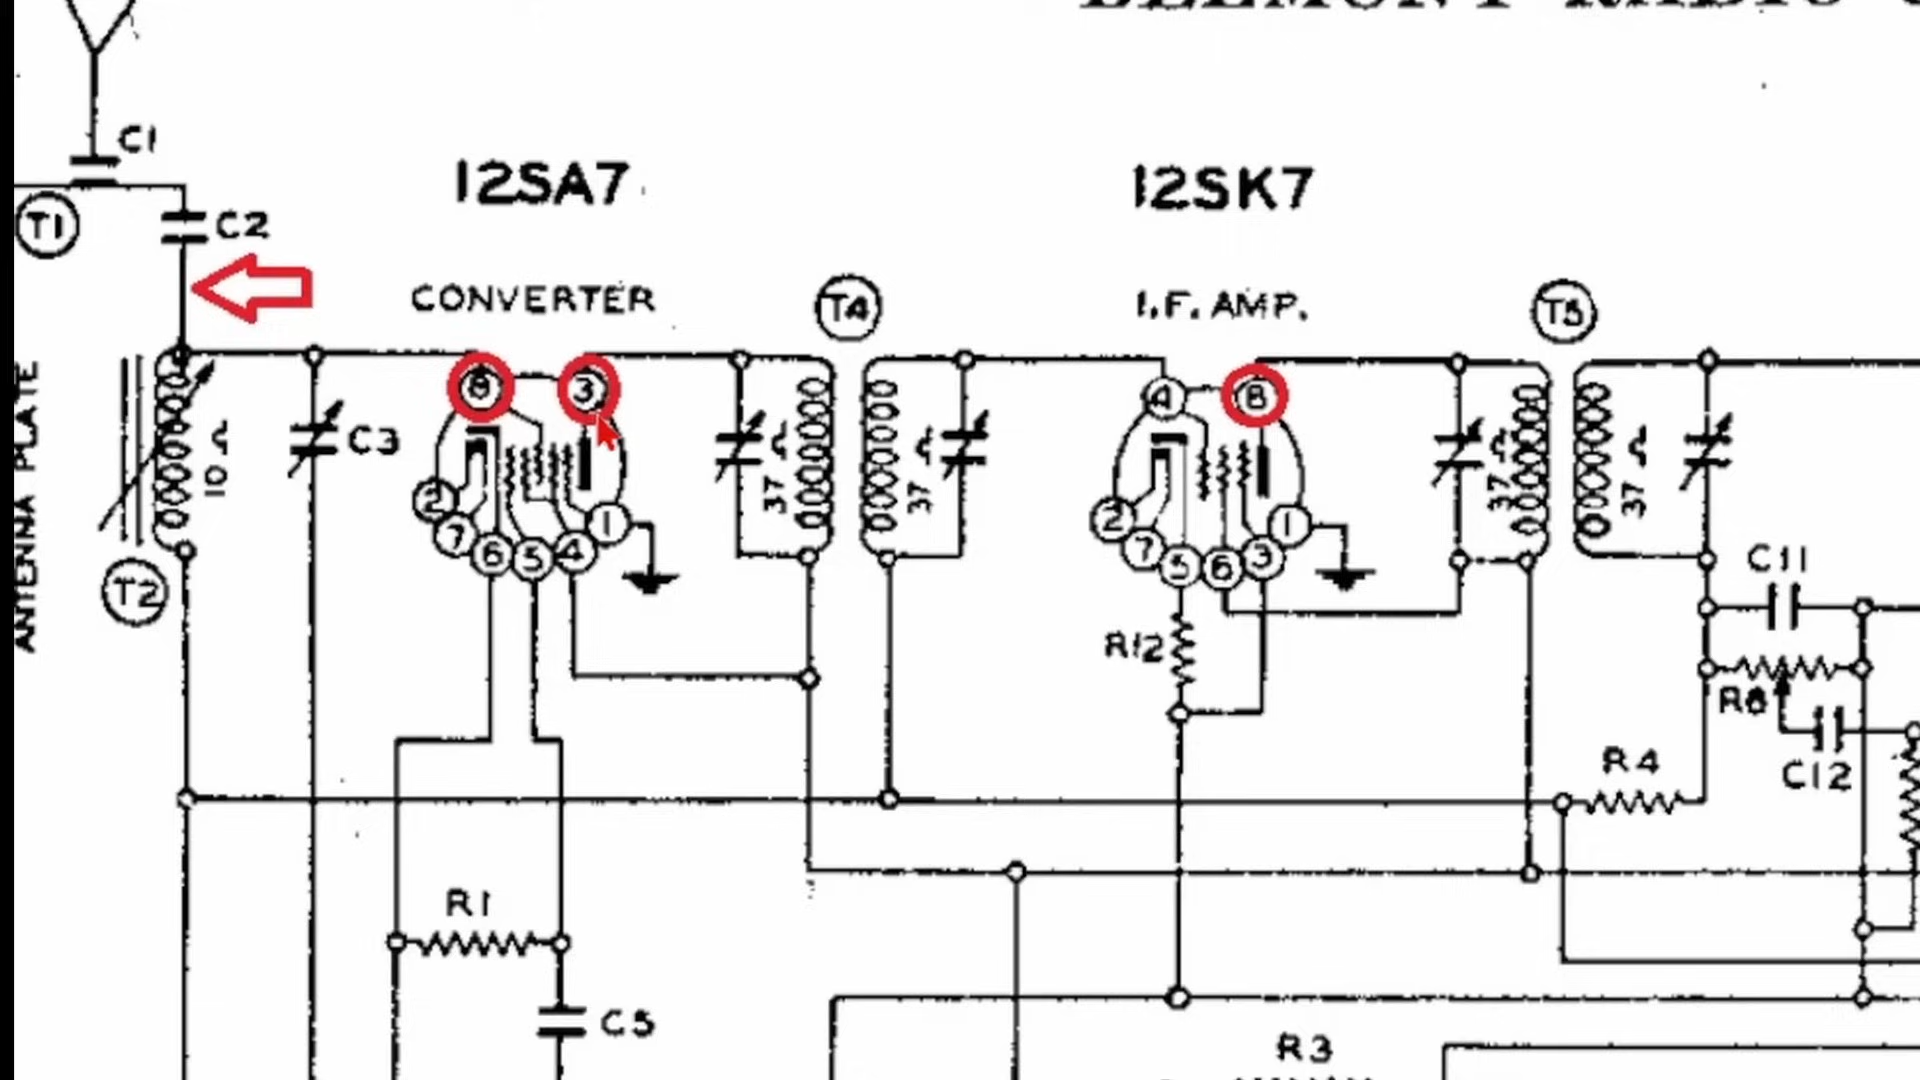 BELMONT RADIO
C1
12SA7
12SK7
T1
C2
CONVERTER
T4
I.F. AMP.
T5
8
3
4
8
ANTENNA PLATE
10 Ω
C3
37 Ω
37 Ω
37 Ω
37 Ω
2
7
6
5
4
1
2
7
5
6
3
1
T2
C11
R12
R8
R4
C12
R1
C5
R3